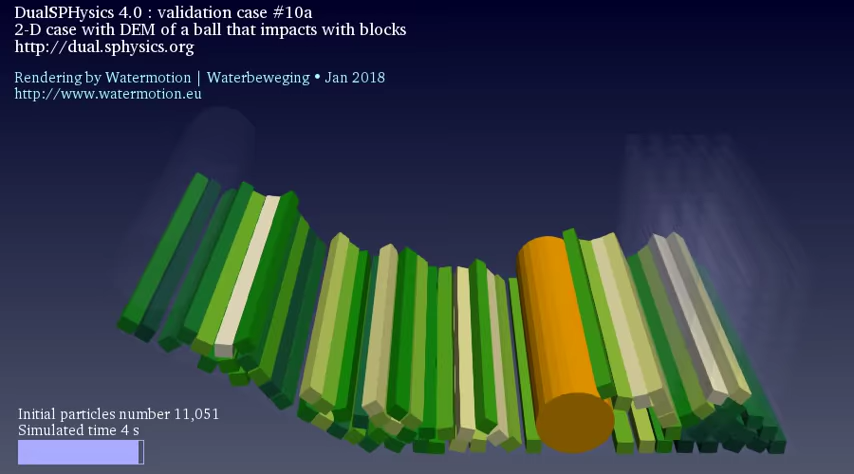 DualSPHysics 4.0 : validation case #10a
2-D case with DEM of a ball that impacts with blocks
http://dual.sphysics.org
Rendering by Watermotion | Waterbeweging • Jan 2018
http://www.watermotion.eu
Initial particles number 11,051
Simulated time 4 s